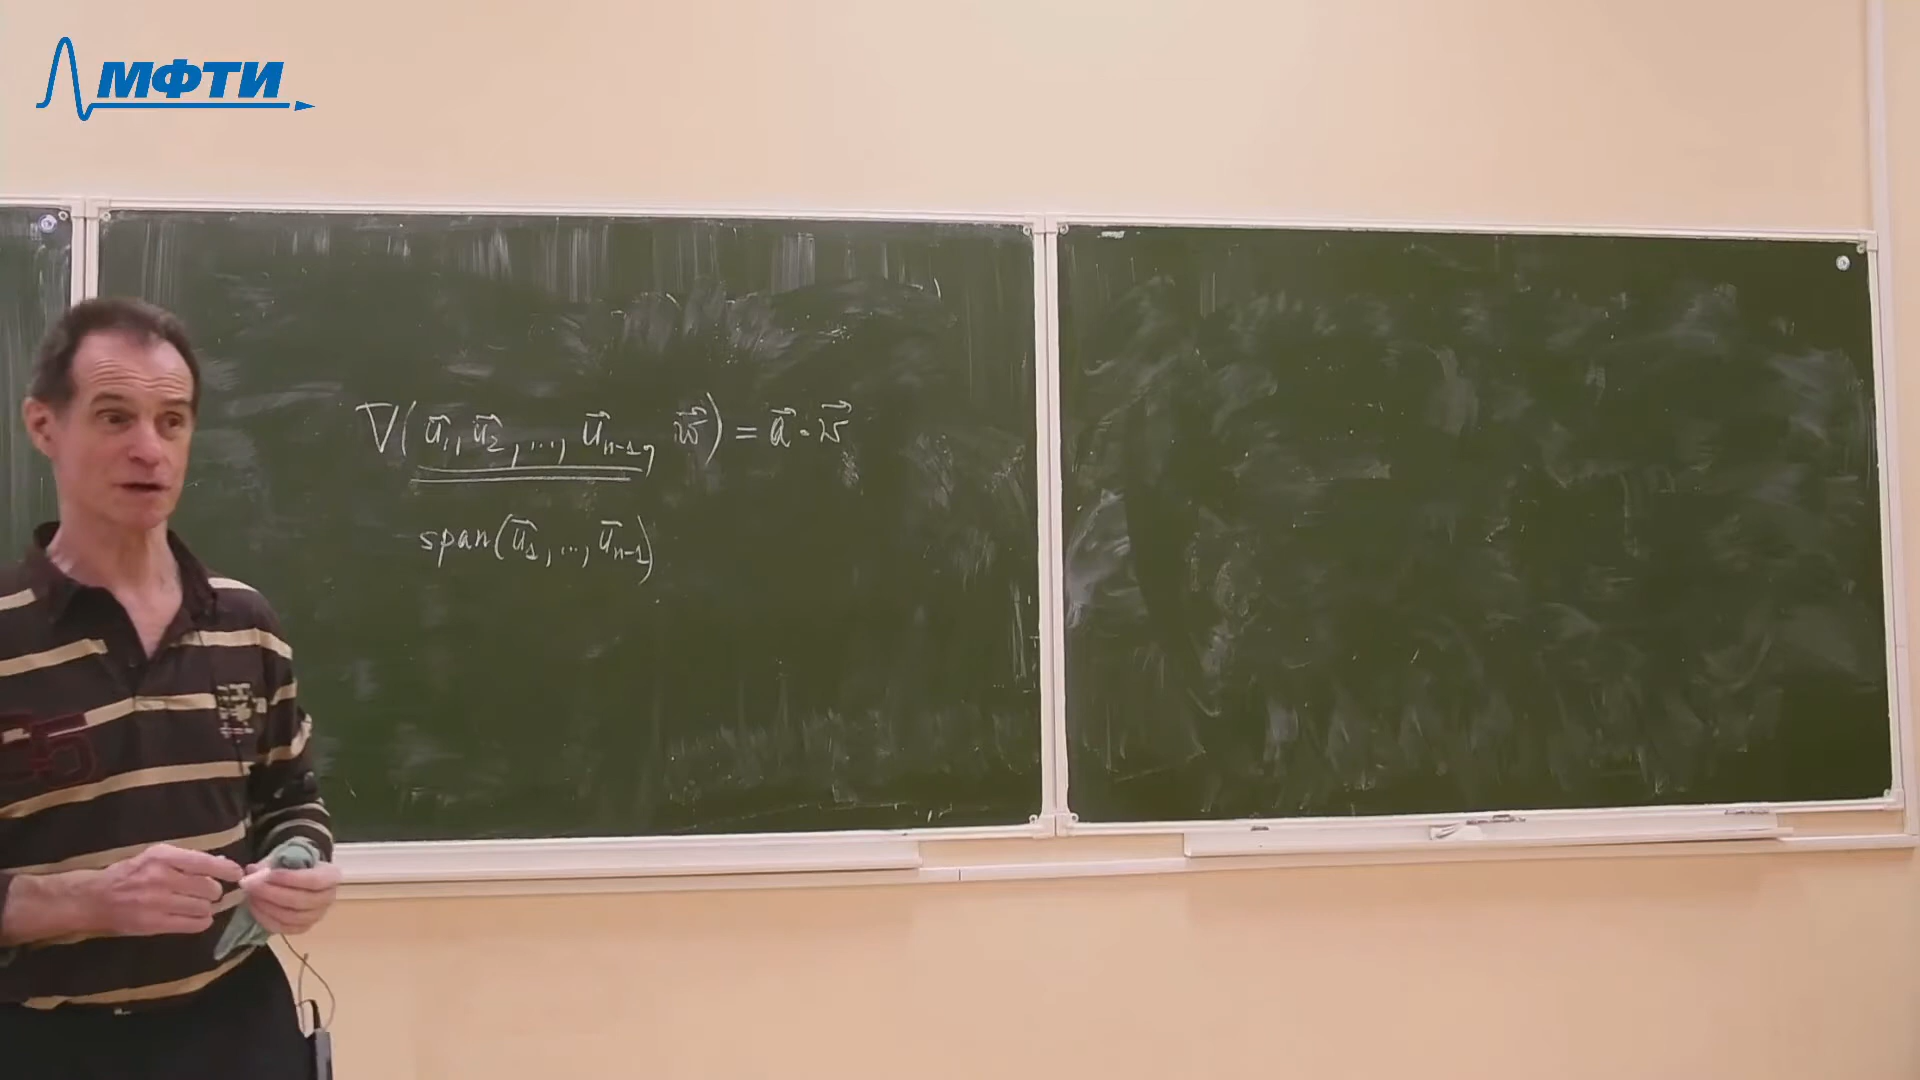 МФТИ
V(u⃗₁, u⃗₂, ..., u⃗ₙ₋₁, w⃗) = a⃗ · w⃗
span(u⃗₁, ..., u⃗ₙ₋₁)